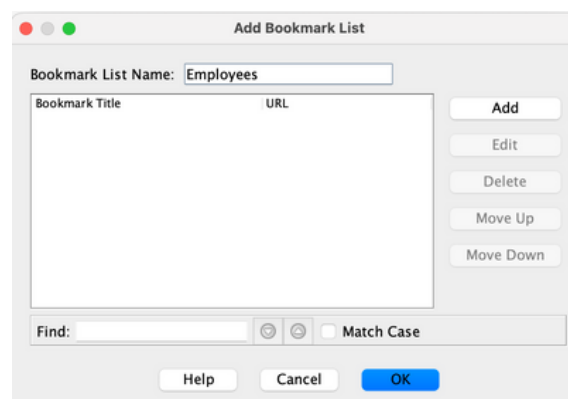 Add Bookmark List
Bookmark List Name: Employees
Bookmark Title URL
Add
Edit
Delete
Move Up
Move Down
Find: Match Case
Help Cancel OK